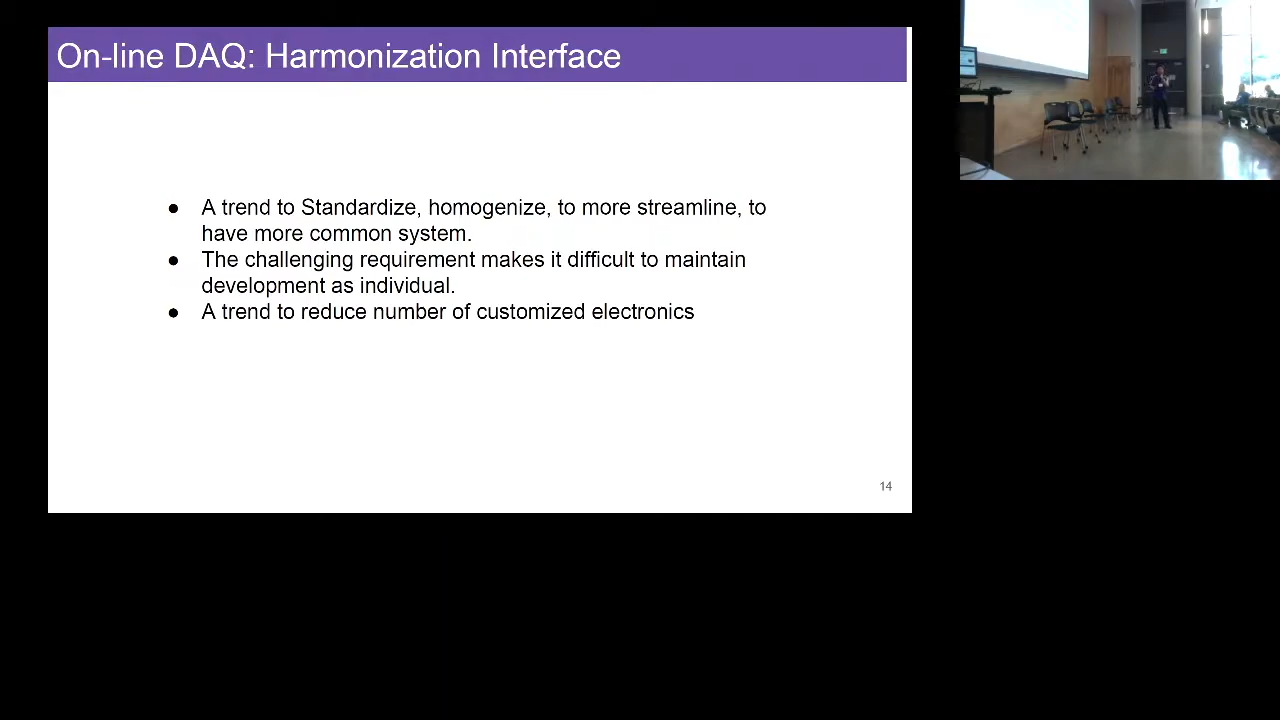 On-line DAQ: Harmonization Interface
● A trend to Standardize, homogenize, to more streamline, to
have more common system.
● The challenging requirement makes it difficult to maintain
development as individual.
● A trend to reduce number of customized electronics
14